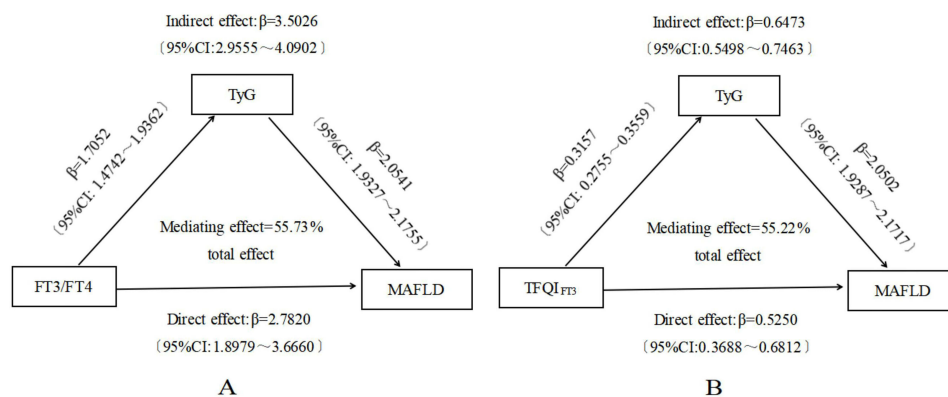 Indirect effect:β=3.5026
〔95%CI:2.9555～4.0902〕
TyG
β=1.7052
〔95%CI: 1.4742～1.9362〕
β=2.0541
〔95%CI: 1.9327～2.1755〕
Mediating effect=55.73%
total effect
FT3/FT4
MAFLD
Direct effect:β=2.7820
〔95%CI:1.8979～3.6660〕
A
Indirect effect:β=0.6473
〔95%CI:0.5498～0.7463〕
TyG
β=0.3157
〔95%CI: 0.2755～0.3559〕
β=2.0502
〔95%CI: 1.9287～2.1717〕
Mediating effect=55.22%
total effect
TFQIFT3
MAFLD
Direct effect:β=0.5250
〔95%CI:0.3688～0.6812〕
B